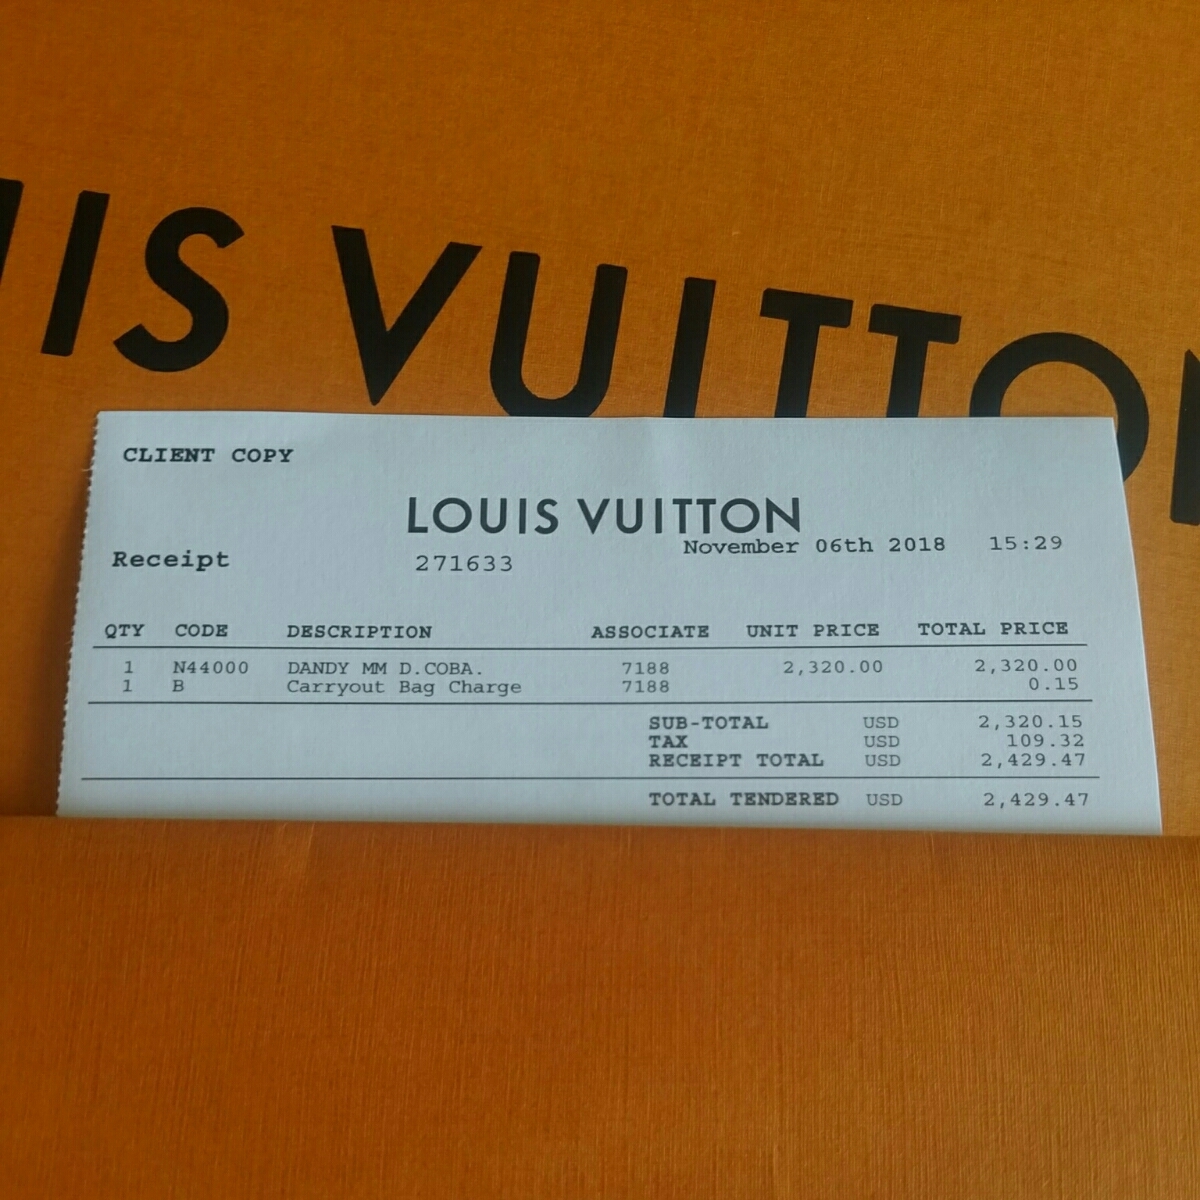 IS VUITTON
CLIENT COPY
LOUIS VUITTON
November 06th 2018 15:29
Receipt 271633
QTY CODE DESCRIPTION ASSOCIATE UNIT PRICE TOTAL PRICE
1 N44000 DANDY MM D.COBA. 7188 2,320.00 2,320.00
1 B Carryout Bag Charge 7188 0.15
SUB-TOTAL USD 2,320.15
TAX USD 109.32
RECEIPT TOTAL USD 2,429.47
TOTAL TENDERED USD 2,429.47